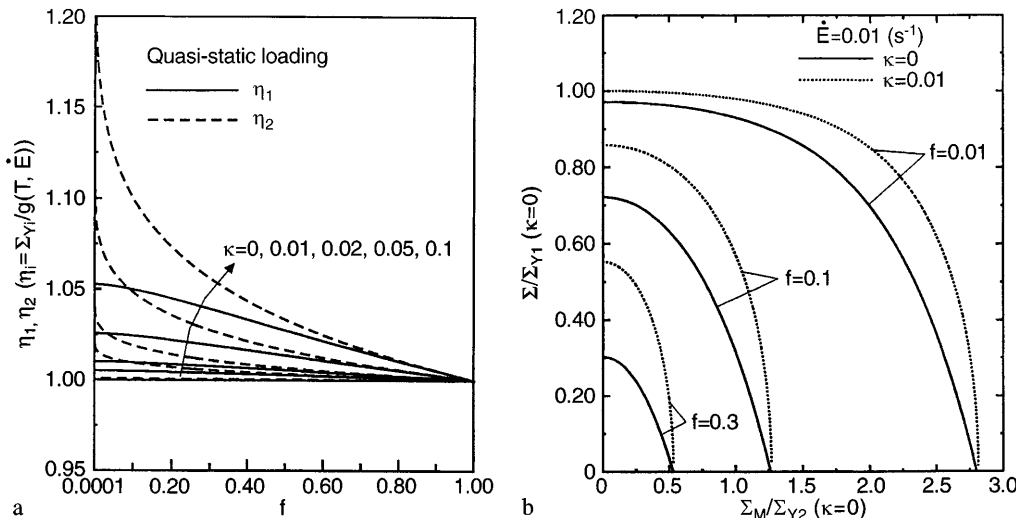 1.20
1.15
1.10
1.05
1.00
0.95
η1, η2 (ηi=ΣYi/g(T, Ė))
Quasi-static loading
η1
η2
κ=0, 0.01, 0.02, 0.05, 0.1
0.0001 0.20 0.40 0.60 0.80 1.00
f
a
1.20
1.00
0.80
0.60
0.40
0.20
0
Σ/ΣY1 (κ=0)
Ė=0.01 (s⁻¹)
κ=0
κ=0.01
f=0.01
f=0.1
f=0.3
0 0.5 1.0 1.5 2.0 2.5 3.0
ΣM/ΣY2 (κ=0)
b